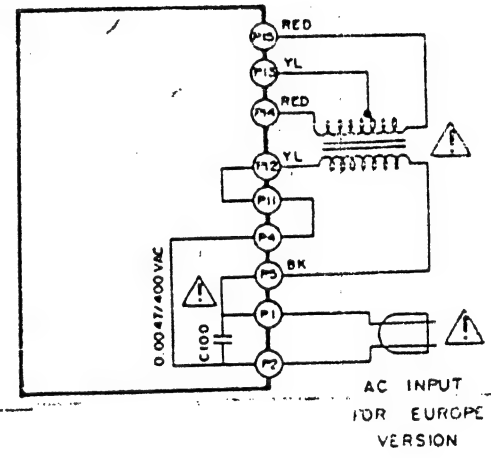 P15 RED
P13 YL
P14 RED
P12 YL
P11
P4
P5 BK
0.0047/400VAC
C100
P1
P2
AC INPUT
FOR EUROPE
VERSION